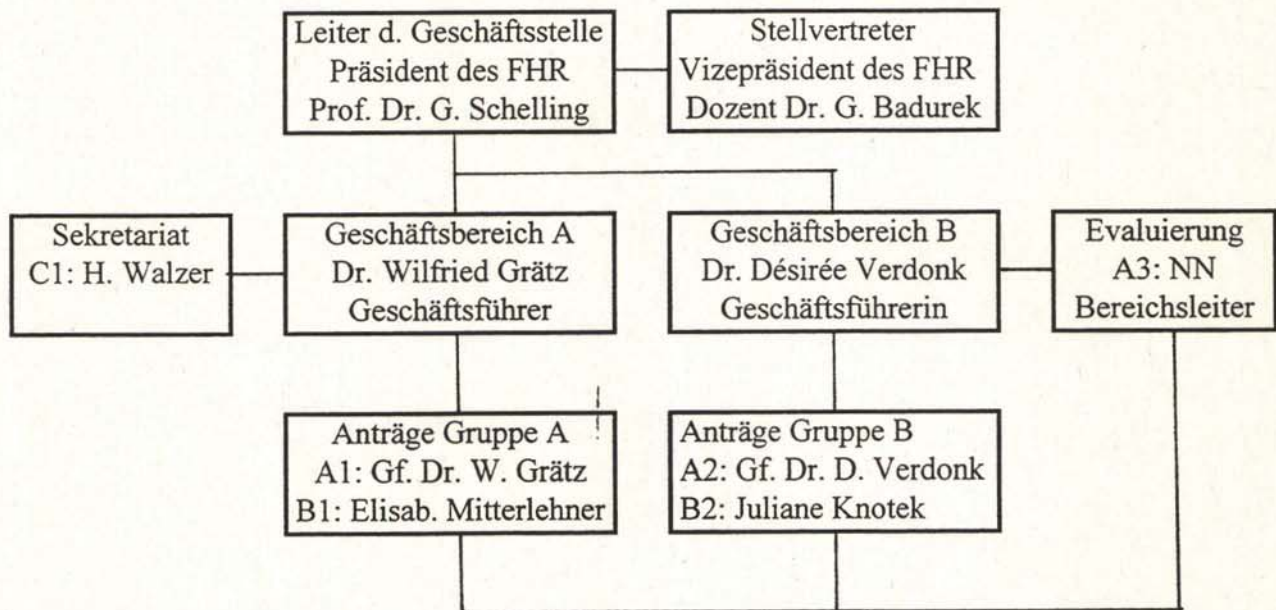 Leiter d. Geschäftsstelle
Präsident des FHR
Prof. Dr. G. Schelling
Stellvertreter
Vizepräsident des FHR
Dozent Dr. G. Badurek
Sekretariat
C1: H. Walzer
Geschäftsbereich A
Dr. Wilfried Grätz
Geschäftsführer
Geschäftsbereich B
Dr. Désirée Verdonk
Geschäftsführerin
Evaluierung
A3: NN
Bereichsleiter
Anträge Gruppe A
A1: Gf. Dr. W. Grätz
B1: Elisab. Mitterlehner
Anträge Gruppe B
A2: Gf. Dr. D. Verdonk
B2: Juliane Knotek